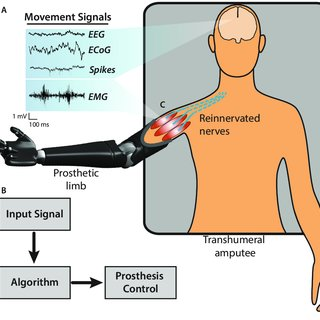 A
Movement Signals
EEG
ECoG
Spikes
EMG
1 mV
100 ms
C
Reinnervated
nerves
Prosthetic
limb
B
Input Signal
Transhumeral
amputee
Algorithm
Prosthesis
Control